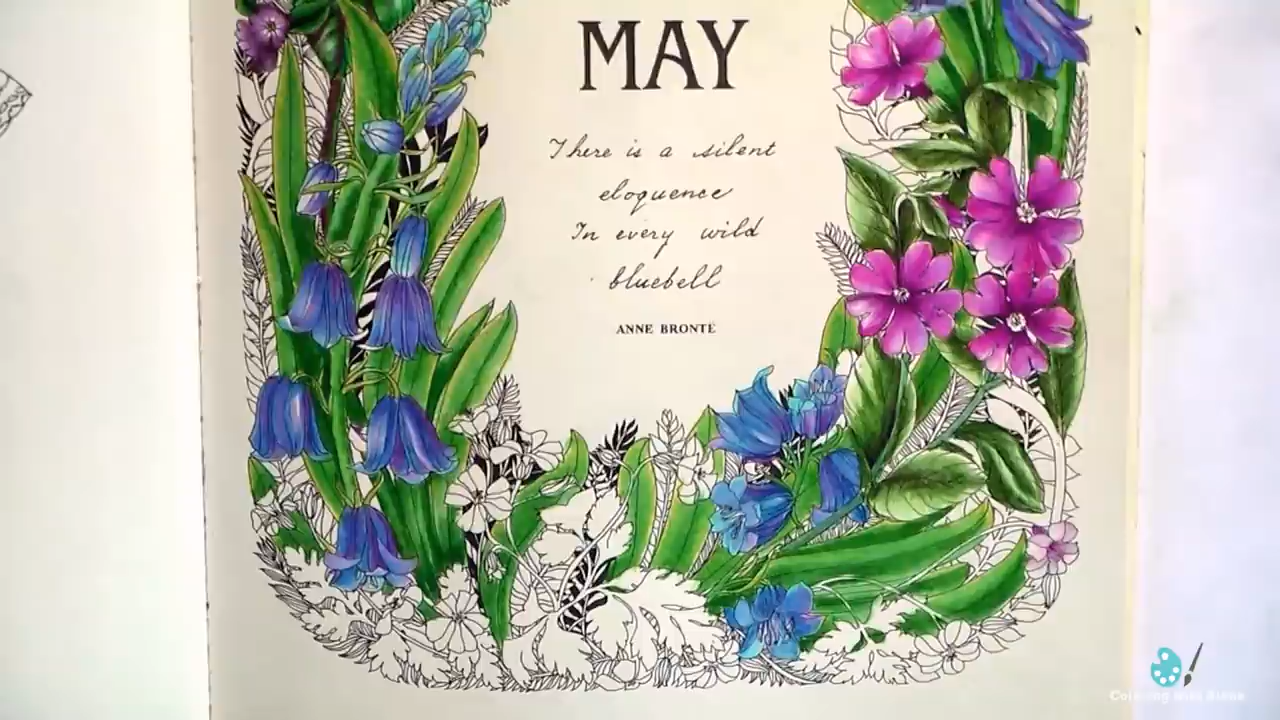 MAY
There is a silent
eloquence
In every wild
bluebell
ANNE BRONTË